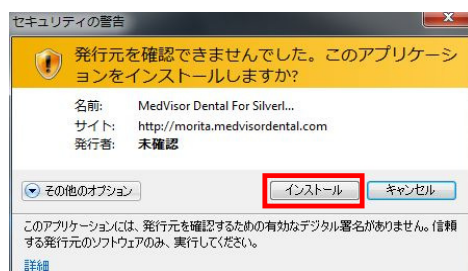 セキュリティの警告
発行元を確認できませんでした。このアプリケーシ
ョンをインストールしますか?
名前: MedVisor Dental For Silverl...
サイト: http://morita.medvisordental.com
発行者: 未確認
その他のオプション インストール キャンセル
このアプリケーションには、発行元を確認するための有効なデジタル署名がありません。信頼
する発行元のソフトウェアのみ、実行してください。
詳細